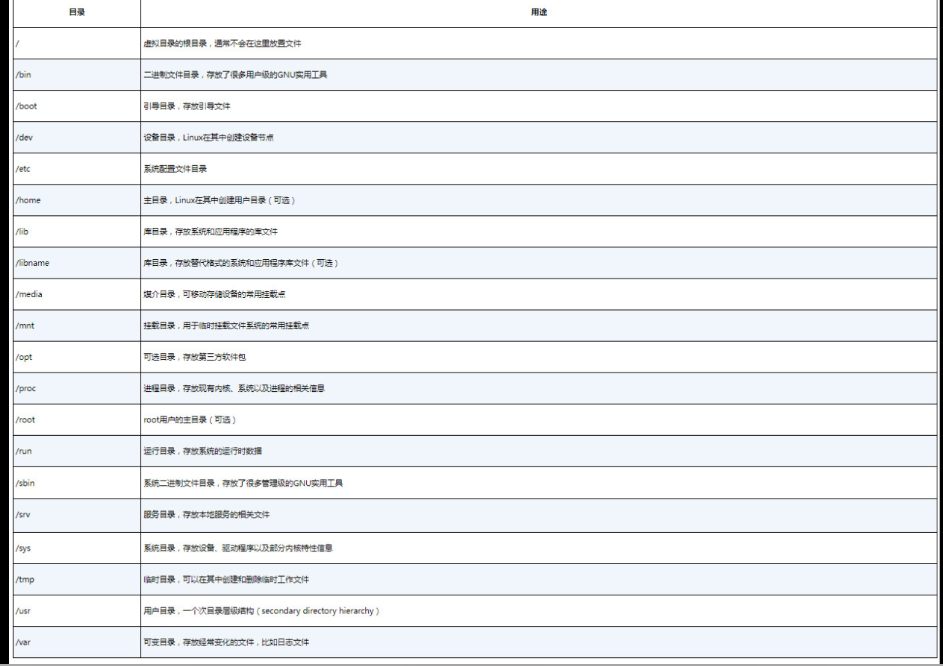 目录 用途
/ 虚拟目录的根目录，通常不会在这里放置文件
/bin 二进制文件目录，存放了很多用户级的GNU实用工具
/boot 引导目录，存放引导文件
/dev 设备目录，Linux在其中创建设备节点
/etc 系统配置文件目录
/home 主目录，Linux在其中创建用户目录（可选）
/lib 库目录，存放系统和应用程序的库文件
/libname 库目录，存放替代格式的系统和应用程序库文件（可选）
/media 媒介目录，可移动存储设备的常用挂载点
/mnt 挂载目录，用于临时挂载文件系统的常用挂载点
/opt 可选目录，存放第三方软件包
/proc 进程目录，存放现有内核、系统以及进程的相关信息
/root root用户的主目录（可选）
/run 运行目录，存放系统的运行时数据
/sbin 系统二进制文件目录，存放了很多管理级的GNU实用工具
/srv 服务目录，存放本地服务的相关文件
/sys 系统目录，存放设备、驱动程序以及部分内核特性信息
/tmp 临时目录，可以在其中创建和删除临时工作文件
/usr 用户目录，一个次目录层级结构（secondary directory hierarchy）
/var 可变目录，存放经常变化的文件，比如日志文件